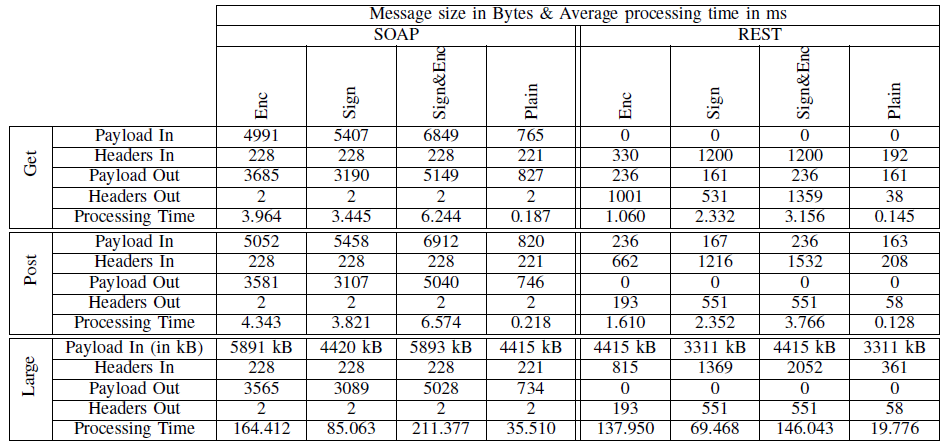 Message size in Bytes & Average processing time in ms
SOAP REST
Enc Sign Sign&Enc Plain Enc Sign Sign&Enc Plain
Get
Payload In 4991 5407 6849 765 0 0 0 0
Headers In 228 228 228 221 330 1200 1200 192
Payload Out 3685 3190 5149 827 236 161 236 161
Headers Out 2 2 2 2 1001 531 1359 38
Processing Time 3.964 3.445 6.244 0.187 1.060 2.332 3.156 0.145
Post
Payload In 5052 5458 6912 820 236 167 236 163
Headers In 228 228 228 221 662 1216 1532 208
Payload Out 3581 3107 5040 746 0 0 0 0
Headers Out 2 2 2 2 193 551 551 58
Processing Time 4.343 3.821 6.574 0.218 1.610 2.352 3.766 0.128
Large
Payload In (in kB) 5891 kB 4420 kB 5893 kB 4415 kB 4415 kB 3311 kB 4415 kB 3311 kB
Headers In 228 228 228 221 815 1369 2052 361
Payload Out 3565 3089 5028 734 0 0 0 0
Headers Out 2 2 2 2 193 551 551 58
Processing Time 164.412 85.063 211.377 35.510 137.950 69.468 146.043 19.776